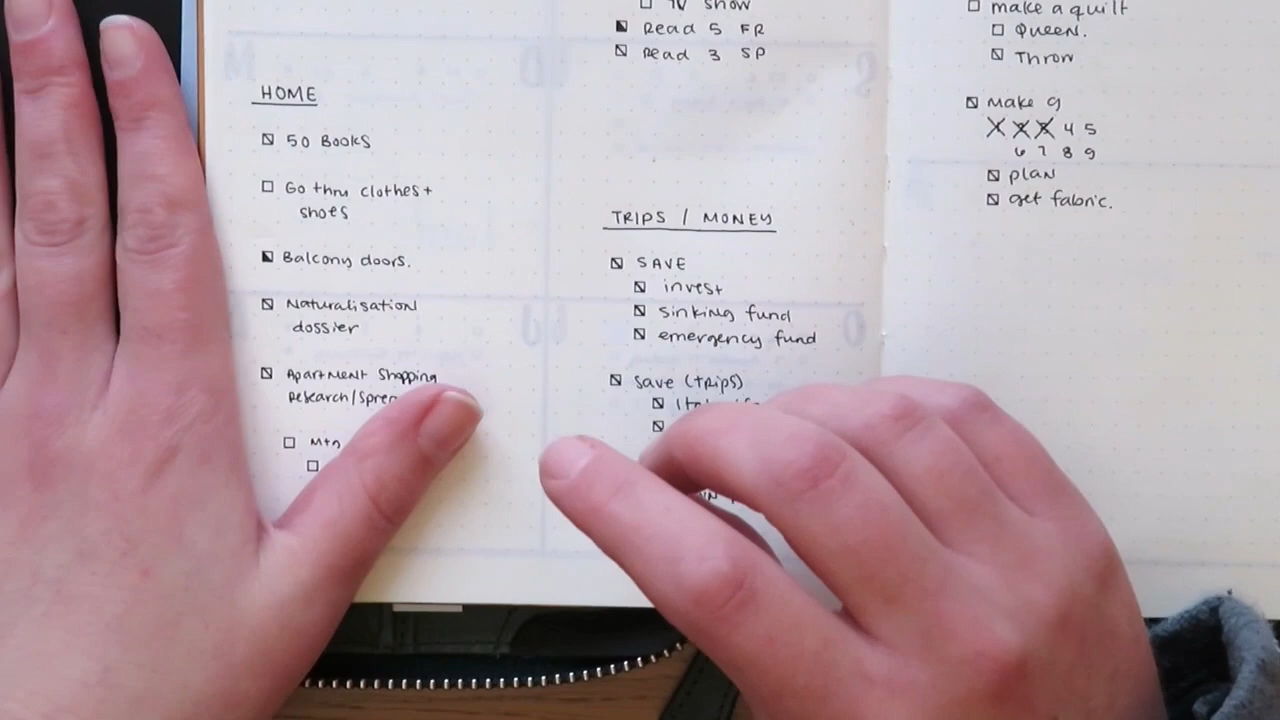 HOME
50 Books
Go thru clothes +
shoes
Balcony doors.
Naturalisation
dossier
Apartment Shopping
Research/
Mtn
TV Show
Read 5 FR
Read 3 SP
TRIPS / MONEY
SAVE
invest
sinking fund
emergency fund
save (trips)
make a quilt
Queen.
Throw
Make 9
4 5
6 7 8 9
plan
get fabric.